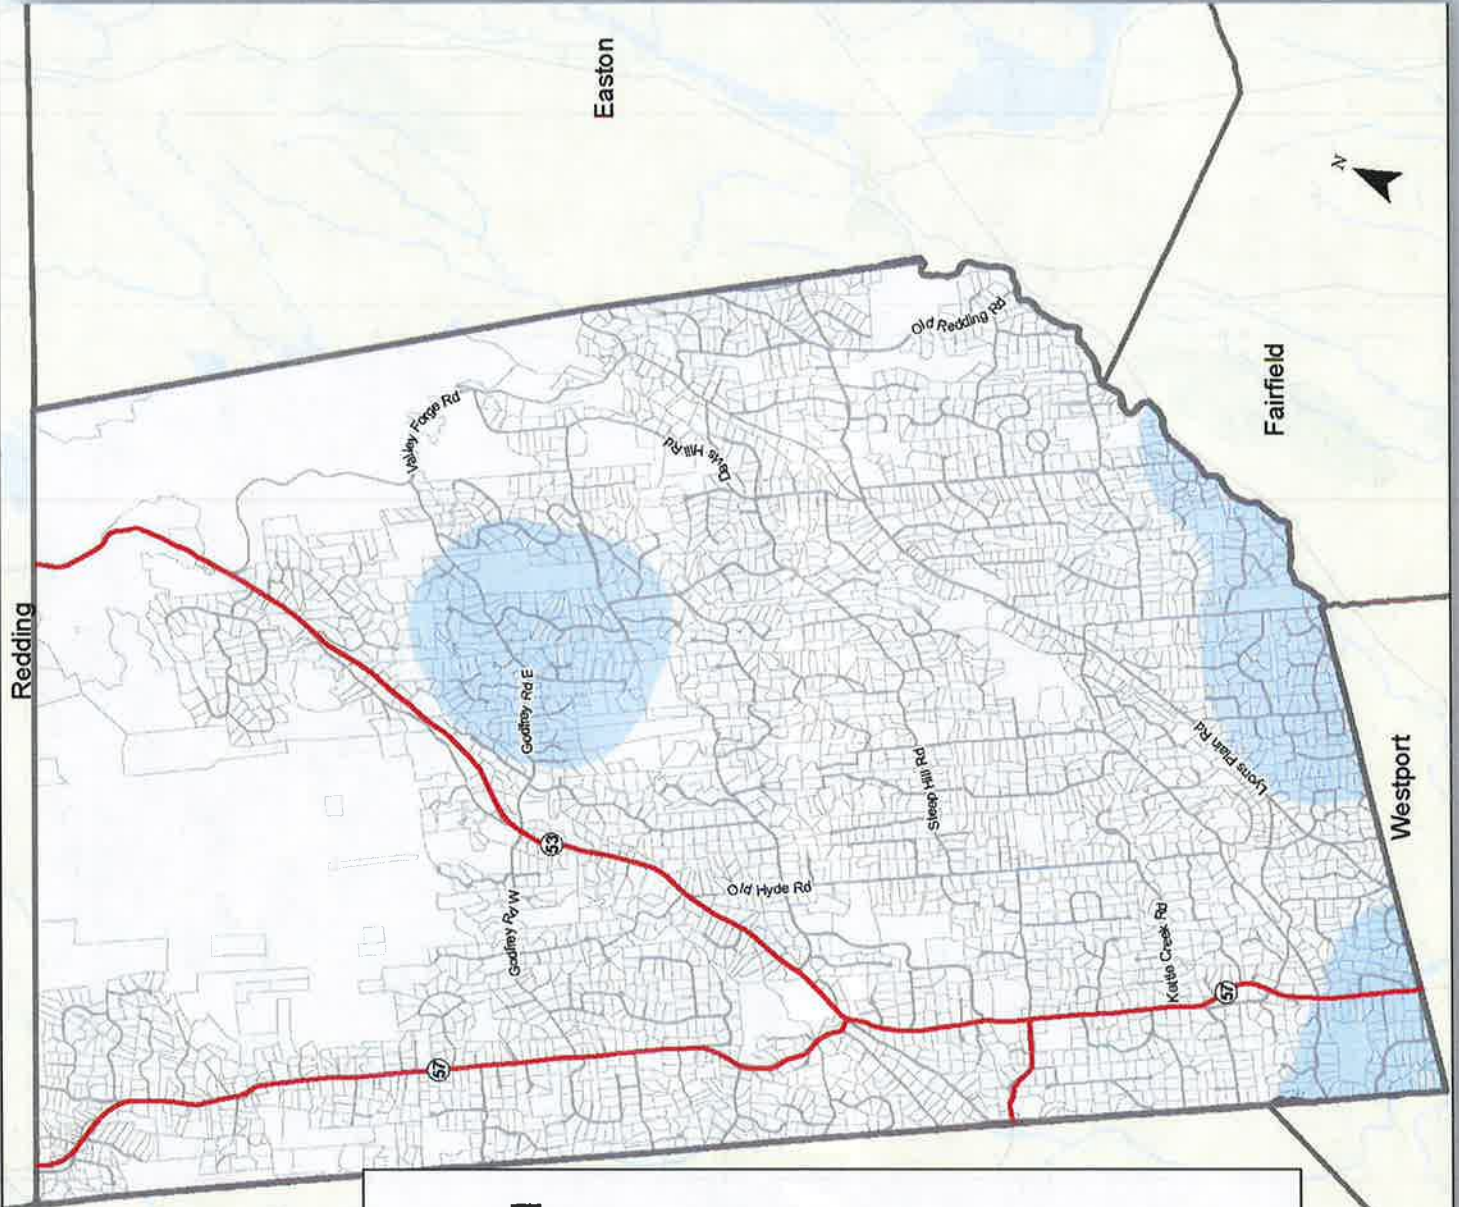 Redding
Easton
N
Old Redding Rd
Valley Forge Rd
Davis Hill Rd
Fairfield
Godfrey Rd E
53
Steep Hill Rd
Lyons Plain Rd
Westport
Old Hyde Rd
Godfrey Rd W
Kettle Creek Rd
57
57